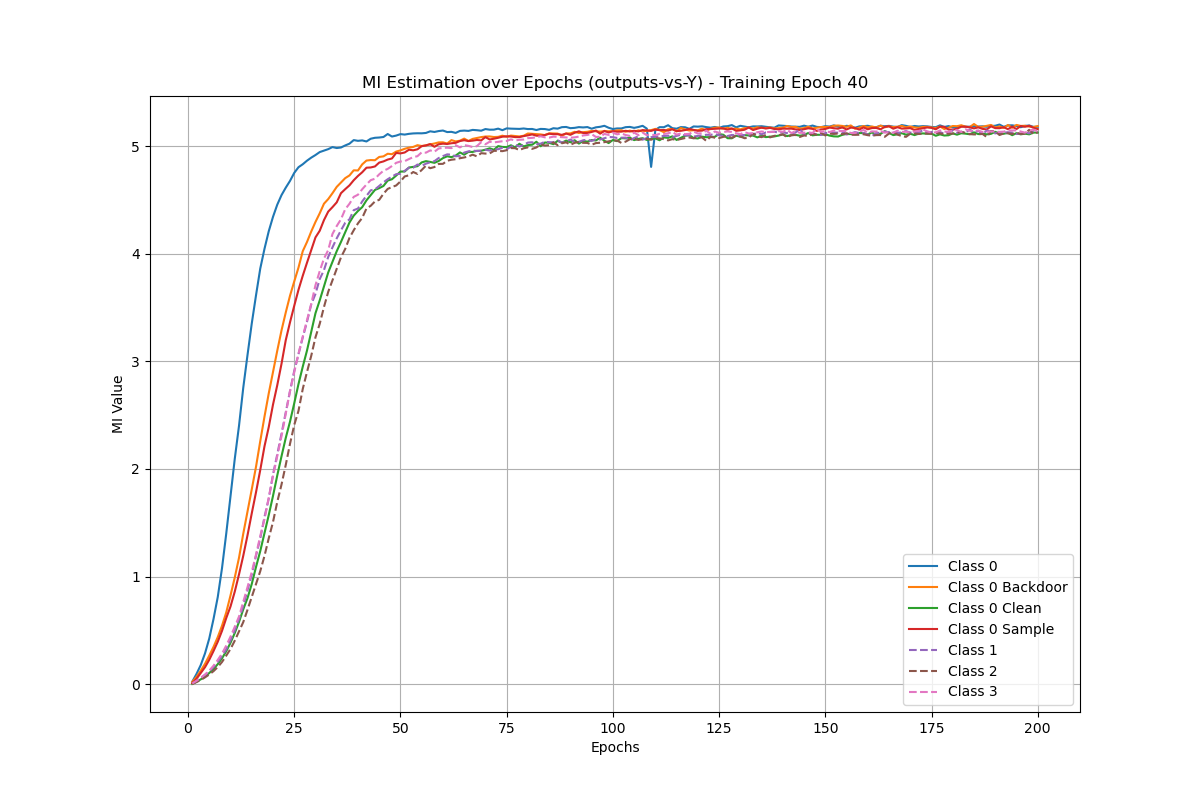 MI Estimation over Epochs (outputs-vs-Y) - Training Epoch 40
MI Value
5
4
3
2
1
0
0 25 50 75 100 125 150 175 200
Epochs
Class 0
Class 0 Backdoor
Class 0 Clean
Class 0 Sample
Class 1
Class 2
Class 3